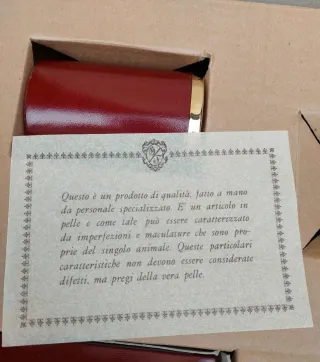 Questo è un prodotto di qualità, fatto a mano
da personale specializzato. E' un articolo in
pelle e come tale può essere caratterizzato
da imperfezioni e maculature che sono pro-
prie del singolo animale. Queste particolari
caratteristiche non devono essere considerate
difetti, ma pregi della vera pelle.